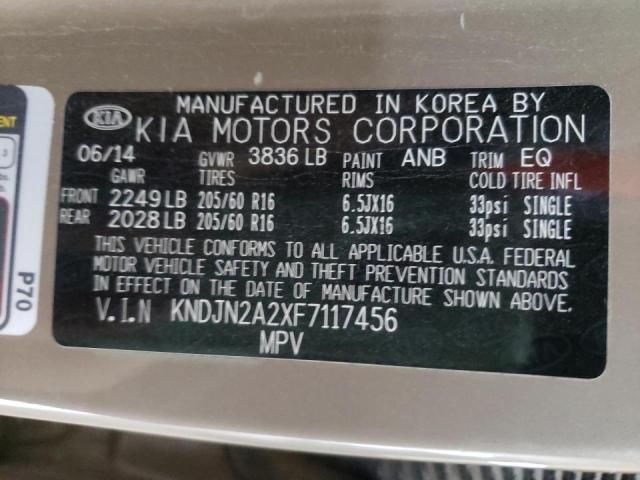 MANUFACTURED IN KOREA BY
KIA KIA MOTORS CORPORATION
06/14 GVWR 3836 LB PAINT ANB TRIM EQ
GAWR TIRES RIMS COLD TIRE INFL
FRONT 2249 LB 205/60 R16 6.5JX16 33psi SINGLE
REAR 2028 LB 205/60 R16 6.5JX16 33psi SINGLE
THIS VEHICLE CONFORMS TO ALL APPLICABLE U.S.A. FEDERAL
MOTOR VEHICLE SAFETY AND THEFT PREVENTION STANDARDS
IN EFFECT ON THE DATE OF MANUFACTURE SHOWN ABOVE.
V.I.N KNDJN2A2XF7117456
MPV
P70